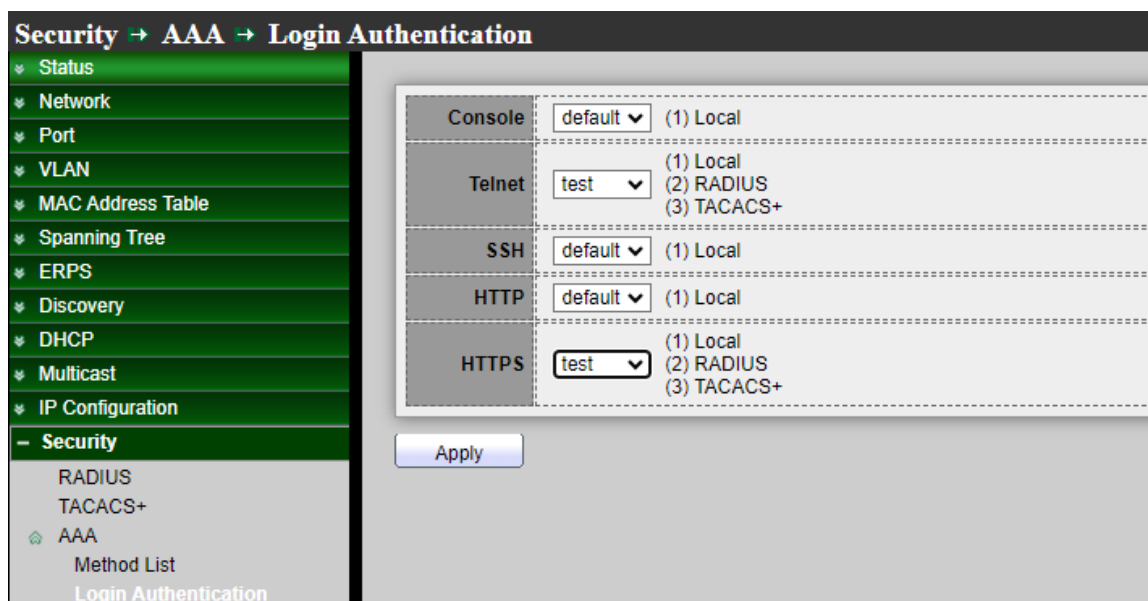 Security → AAA → Login Authentication
Status
Network
Port
VLAN
MAC Address Table
Spanning Tree
ERPS
Discovery
DHCP
Multicast
IP Configuration
Security
RADIUS
TACACS+
AAA
Method List
Login Authentication
Console default (1) Local
Telnet test (1) Local
(2) RADIUS
(3) TACACS+
SSH default (1) Local
HTTP default (1) Local
HTTPS test (1) Local
(2) RADIUS
(3) TACACS+
Apply